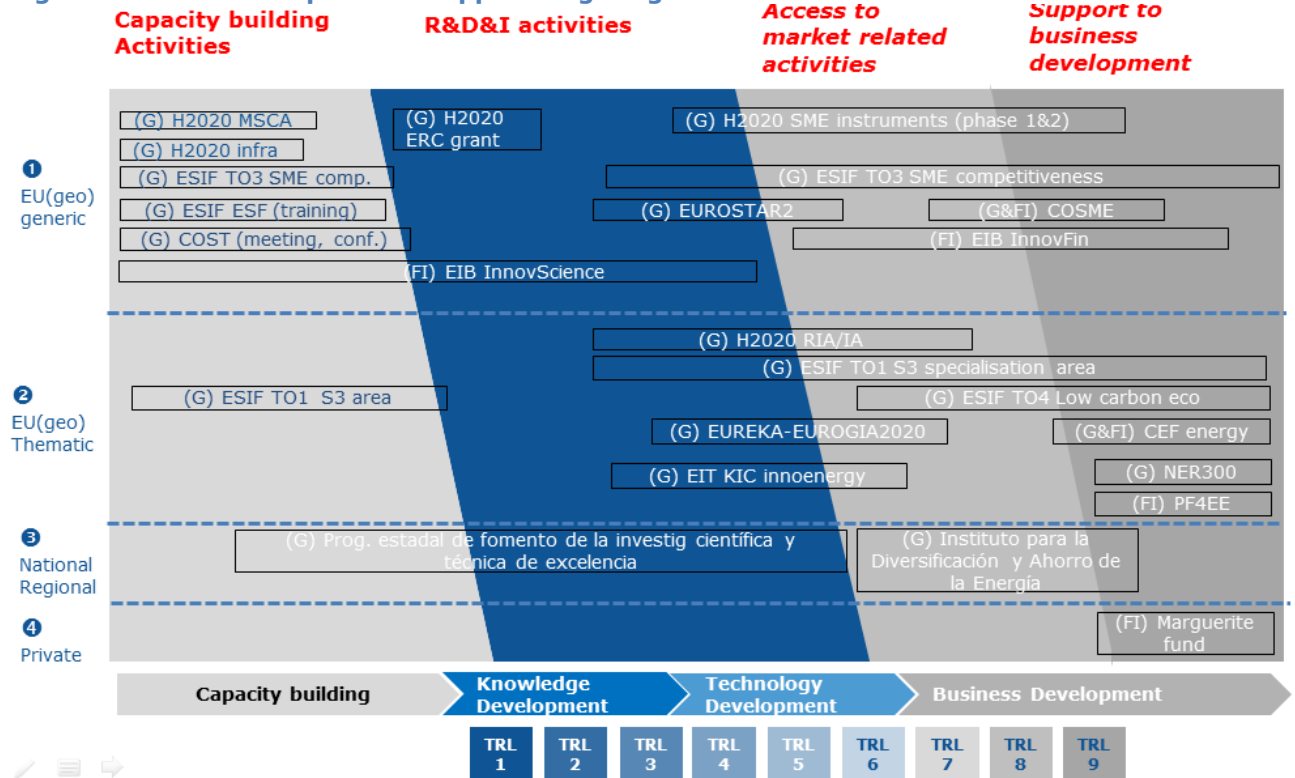 Capacity building
Activities
R&D&I activities
Access to
market related
activities
Support to
business
development
❶
EU(geo)
generic
(G) H2020 MSCA
(G) H2020 infra
(G) ESIF TO3 SME comp.
(G) ESIF ESF (training)
(G) COST (meeting, conf.)
(FI) EIB InnovScience
(G) H2020
ERC grant
(G) H2020 SME instruments (phase 1&2)
(G) ESIF TO3 SME competitiveness
(G) EUROSTAR2
(G&FI) COSME
(FI) EIB InnovFin
❷
EU(geo)
Thematic
(G) H2020 RIA/IA
(G) ESIF TO1 S3 specialisation area
(G) ESIF TO1 S3 area
(G) ESIF TO4 Low carbon eco
(G) EUREKA-EUROGIA2020
(G&FI) CEF energy
(G) EIT KIC innoenergy
(G) NER300
(FI) PF4EE
❸
National
Regional
(G) Prog. estadal de fomento de la investig científica y
técnica de excelencia
(G) Instituto para la
Diversificación y Ahorro de
la Energía
❹
Private
(FI) Marguerite
fund
Capacity building
Knowledge
Development
Technology
Development
Business Development
TRL
1
TRL
2
TRL
3
TRL
4
TRL
5
TRL
6
TRL
7
TRL
8
TRL
9